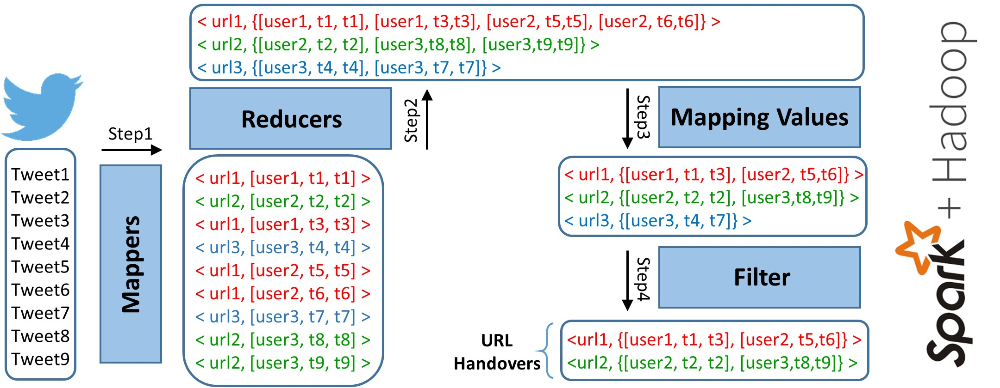 < url1, {[user1, t1, t1], [user1, t3,t3], [user2, t5,t5], [user2, t6,t6]} >
< url2, {[user2, t2, t2], [user3,t8,t8], [user3,t9,t9]} >
< url3, {[user3, t4, t4], [user3, t7, t7]} >
Reducers
Step2
Step3
Mapping Values
Step1
Tweet1
Tweet2
Tweet3
Tweet4
Tweet5
Tweet6
Tweet7
Tweet8
Tweet9
Mappers
< url1, [user1, t1, t1] >
< url2, [user2, t2, t2] >
< url1, [user1, t3, t3] >
< url3, [user3, t4, t4] >
< url1, [user2, t5, t5] >
< url1, [user2, t6, t6] >
< url3, [user3, t7, t7] >
< url2, [user3, t8, t8] >
< url2, [user3, t9, t9] >
< url1, {[user1, t1, t3], [user2, t5,t6]} >
< url2, {[user2, t2, t2], [user3,t8,t9]} >
< url3, {[user3, t4, t7]} >
Step4
Filter
URL
Handovers
<url1, {[user1, t1, t3], [user2, t5,t6]} >
<url2, {[user2, t2, t2], [user3,t8,t9]} >
Spark + Hadoop